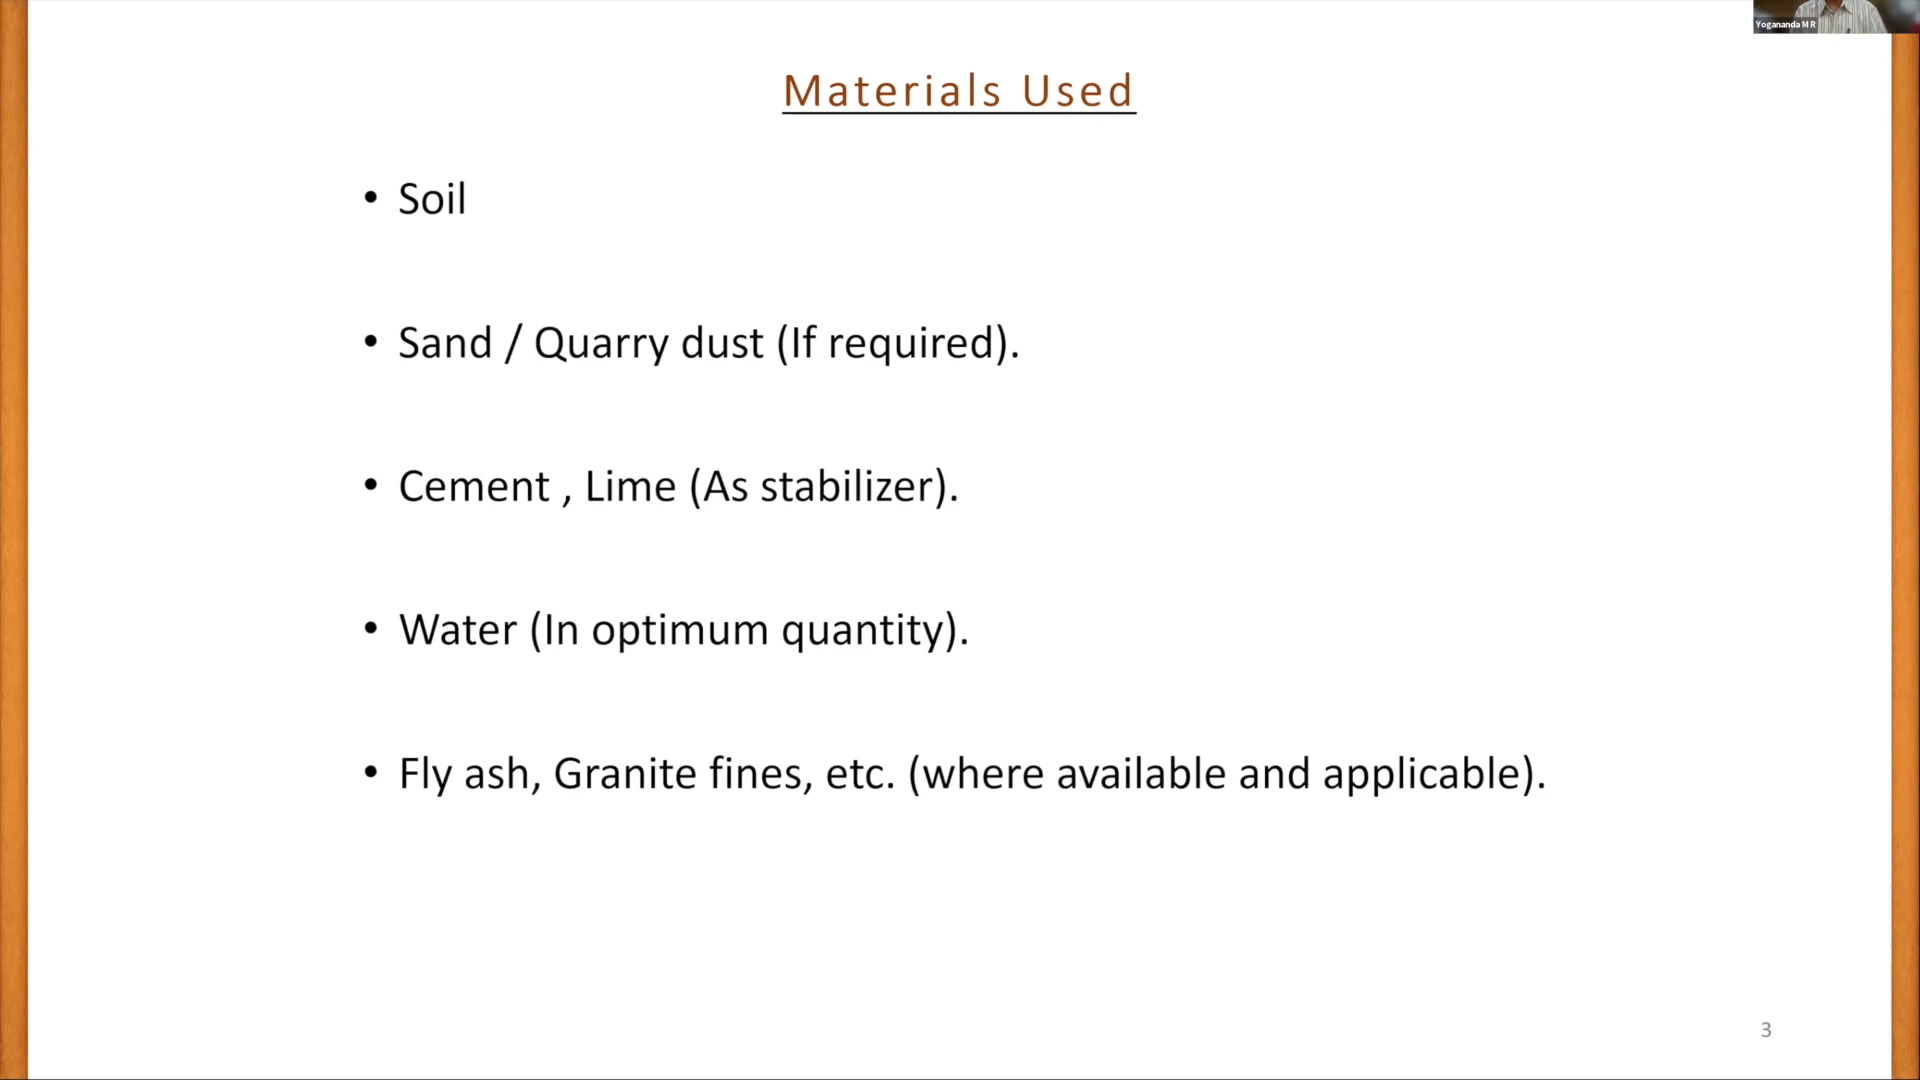 Yogananda M R
Materials Used
• Soil
• Sand / Quarry dust (If required).
• Cement , Lime (As stabilizer).
• Water (In optimum quantity).
• Fly ash, Granite fines, etc. (where available and applicable).
3